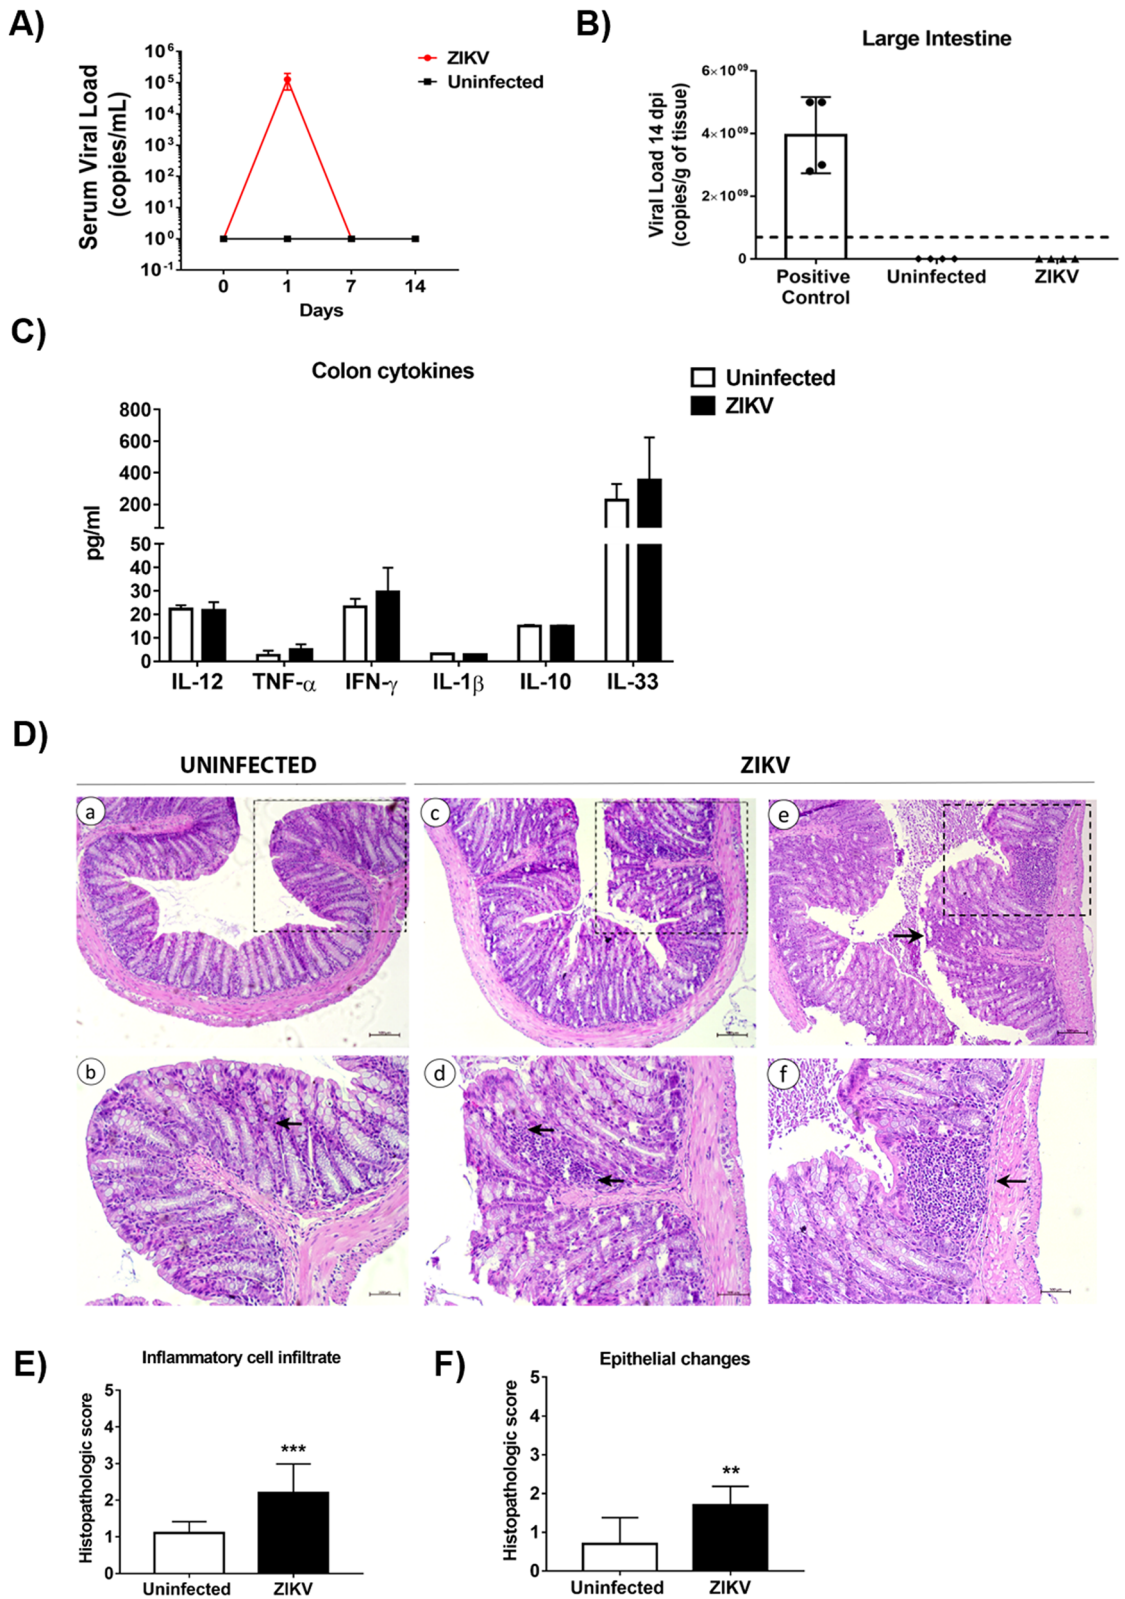 A)
Serum Viral Load
(copies/mL)
10⁶
10⁵
10⁴
10³
10²
10¹
10⁰
10⁻¹
0 1 7 14
Days
ZIKV
Uninfected
B)
Large Intestine
Viral Load 14 dpi
(copies/g of tissue)
6×10⁰⁹
4×10⁰⁹
2×10⁰⁹
0
Positive Control
Uninfected
ZIKV
C)
Colon cytokines
Uninfected
ZIKV
pg/ml
800
600
400
200
50
40
30
20
10
0
IL-12 TNF-α IFN-γ IL-1β IL-10 IL-33
D)
UNINFECTED ZIKV
a c e
b d f
E)
Inflammatory cell infiltrate
Histopathologic score
5
4
3
2
1
0
***
Uninfected ZIKV
F)
Epithelial changes
Histopathologic score
5
4
3
2
1
0
**
Uninfected ZIKV